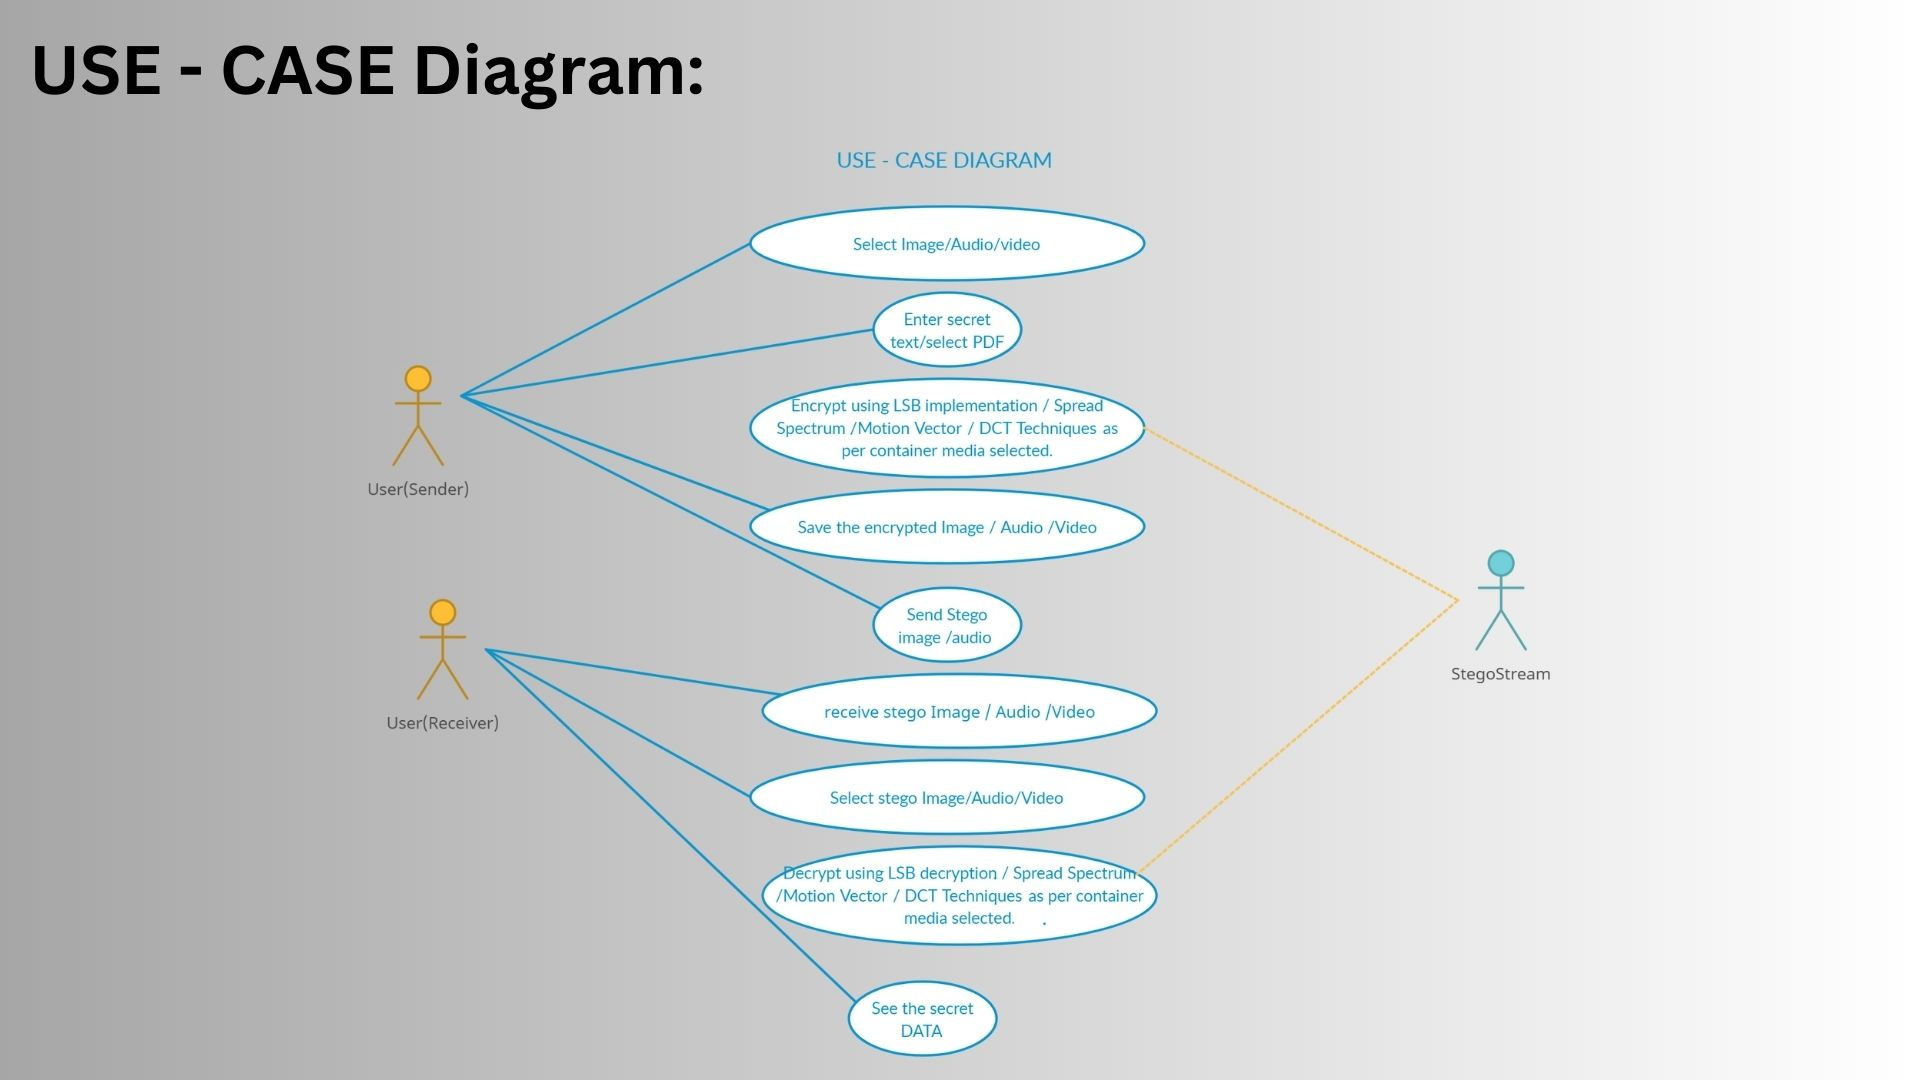 USE - CASE Diagram:
USE - CASE DIAGRAM
Select Image/Audio/video
Enter secret
text/select PDF
Encrypt using LSB implementation / Spread
Spectrum /Motion Vector / DCT Techniques as
per container media selected.
User(Sender)
Save the encrypted Image / Audio /Video
Send Stego
image /audio
StegoStream
receive stego Image / Audio /Video
User(Receiver)
Select stego Image/Audio/Video
Decrypt using LSB decryption / Spread Spectrum
/Motion Vector / DCT Techniques as per container
media selected. .
See the secret
DATA